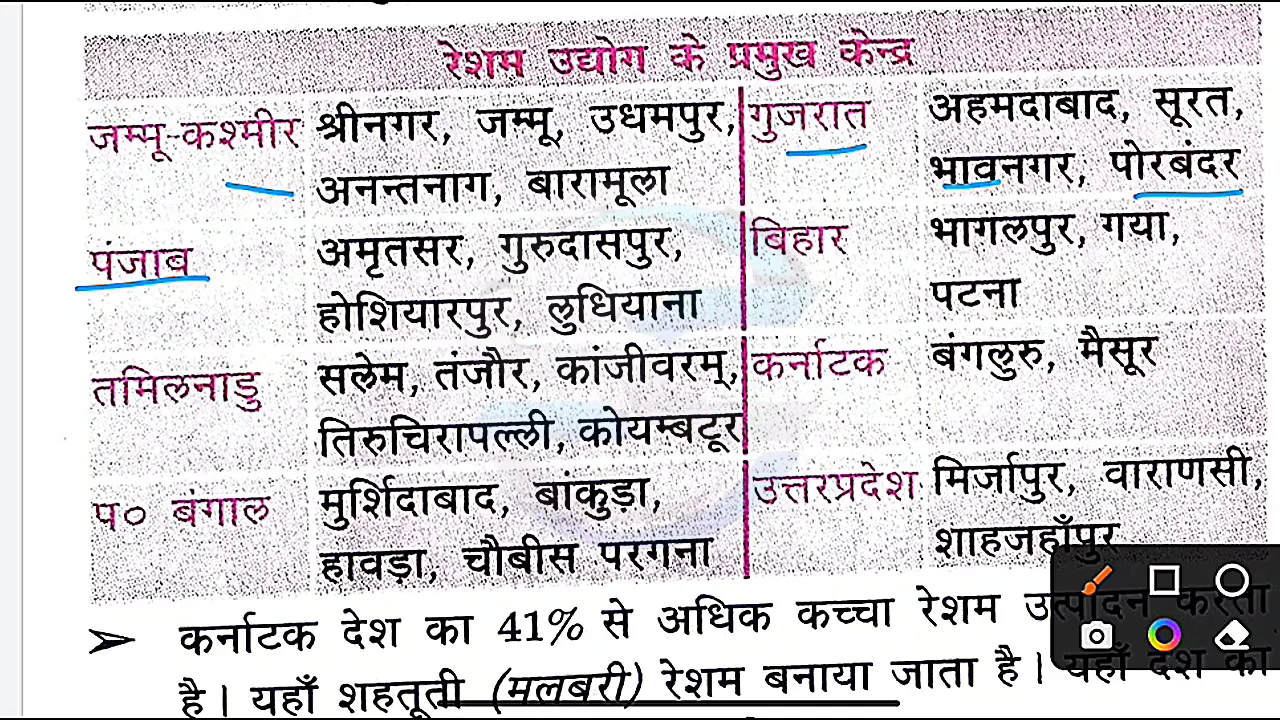 रेशम उद्योग के प्रमुख केन्द्र
जम्मू-कश्मीर श्रीनगर, जम्मू, उधमपुर,
अनन्तनाग, बारामूला
गुजरात अहमदाबाद, सूरत,
भावनगर, पोरबंदर
पंजाब अमृतसर, गुरुदासपुर,
होशियारपुर, लुधियाना
बिहार भागलपुर, गया,
पटना
तमिलनाडु सलेम, तंजौर, कांजीवरम्,
तिरुचिरापल्ली, कोयम्बटूर
कर्नाटक बंगलुरु, मैसूर
प० बंगाल मुर्शिदाबाद, बांकुड़ा,
हावड़ा, चौबीस परगना
उत्तरप्रदेश मिर्जापुर, वाराणसी,
शाहजहाँपुर
➢ कर्नाटक देश का 41% से अधिक कच्चा रेशम उत्पादन करता
है। यहाँ शहतूती (मलबरी) रेशम बनाया जाता है। यहाँ देश का